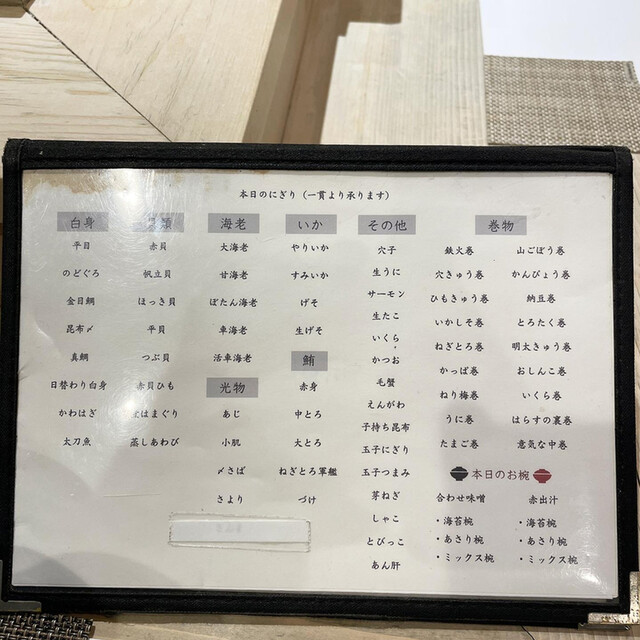 本日のにぎり（一貫より承ります）
白身
平目
のどぐろ
金目鯛
昆布〆
真鯛
日替わり白身
かわはぎ
太刀魚
類
赤貝
帆立貝
ほっき貝
平貝
つぶ貝
赤貝ひも
はまぐり
蒸しあわび
海老
大海老
甘海老
ぼたん海老
車海老
活車海老
光物
あじ
小肌
〆さば
さより
いか
やりいか
すみいか
げそ
生げそ
鮪
赤身
中とろ
大とろ
ねぎとろ軍艦
づけ
その他
穴子
生うに
サーモン
生たこ
いくら
かつお
毛蟹
えんがわ
子持ち昆布
玉子にぎり
玉子つまみ
芽ねぎ
しゃこ
とびっこ
あん肝
巻物
鉄火巻
穴きゅう巻
ひもきゅう巻
いかしそ巻
ねぎとろ巻
かっぱ巻
ねり梅巻
うに巻
たまご巻
山ごぼう巻
かんぴょう巻
納豆巻
とろたく巻
明太きゅう巻
おしんこ巻
いくら巻
はらすの裏巻
意気な中巻
本日のお椀
合わせ味噌
・海苔椀
・あさり椀
・ミックス椀
赤出汁
・海苔椀
・あさり椀
・ミックス椀